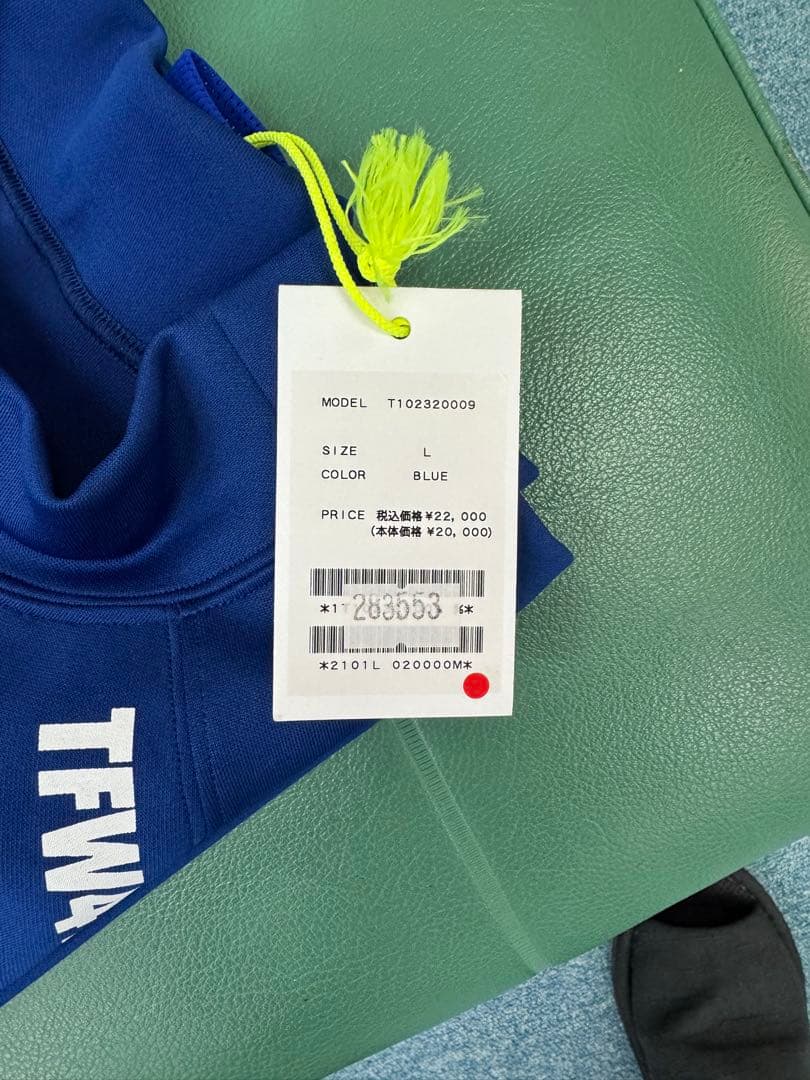 MODEL T102320009
SIZE L
COLOR BLUE
PRICE 税込価格 ¥22,000
(本体価格 ¥20,000)
283553
*2101L 020000M*
TFW4